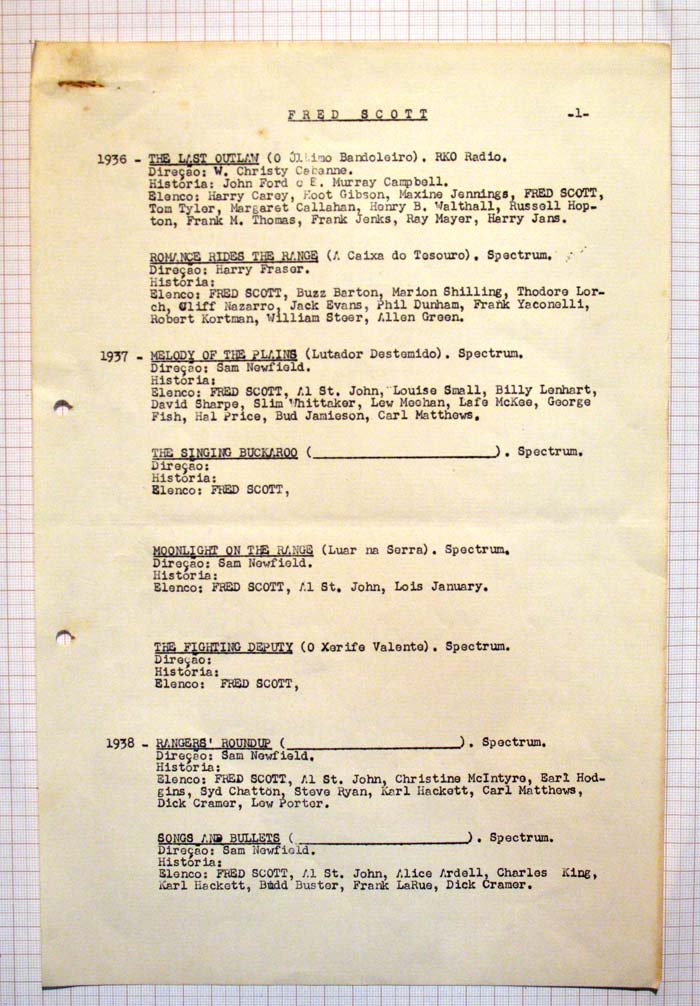 FRED SCOTT -1-
1936 - THE LAST OUTLAW (O Último Bandoleiro). RKO Radio.
Direção: W. Christy Cabanne.
História: John Ford e E. Murray Campbell.
Elenco: Harry Carey, Hoot Gibson, Maxine Jennings, FRED SCOTT,
Tom Tyler, Margaret Callahan, Henry B. Walthall, Russell Hop-
ton, Frank M. Thomas, Frank Jenks, Ray Mayer, Harry Jans.
ROMANCE RIDES THE RANGE (A Caixa do Tesouro). Spectrum.
Direção: Harry Fraser.
História:
Elenco: FRED SCOTT, Buzz Barton, Marion Shilling, Thodore Lor-
ch, Cliff Nazarro, Jack Evans, Phil Dunham, Frank Yaconelli,
Robert Kortman, William Steer, Allen Green.
1937 - MELODY OF THE PLAINS (Lutador Destemido). Spectrum.
Direção: Sam Newfield.
História:
Elenco: FRED SCOTT, Al St. John, Louise Small, Billy Lenhart,
David Sharpe, Slim Whittaker, Lew Meehan, Lafe McKee, George
Fish, Hal Price, Bud Jamieson, Carl Matthews.
THE SINGING BUCKAROO (____________________). Spectrum.
Direção:
História:
Elenco: FRED SCOTT,
MOONLIGHT ON THE RANGE (Luar na Serra). Spectrum.
Direção: Sam Newfield.
História:
Elenco: FRED SCOTT, Al St. John, Lois January.
THE FIGHTING DEPUTY (O Xerife Valente). Spectrum.
Direção:
História:
Elenco: FRED SCOTT,
1938 - RANGERS' ROUNDUP (____________________). Spectrum.
Direção: Sam Newfield.
História:
Elenco: FRED SCOTT, Al St. John, Christine McIntyre, Earl Hod-
gins, Syd Chatton, Steve Ryan, Karl Hackett, Carl Matthews,
Dick Cramer, Lew Porter.
SONGS AND BULLETS (____________________). Spectrum.
Direção: Sam Newfield.
História:
Elenco: FRED SCOTT, Al St. John, Alice Ardell, Charles King,
Karl Hackett, Budd Buster, Frank LaRue, Dick Cramer.